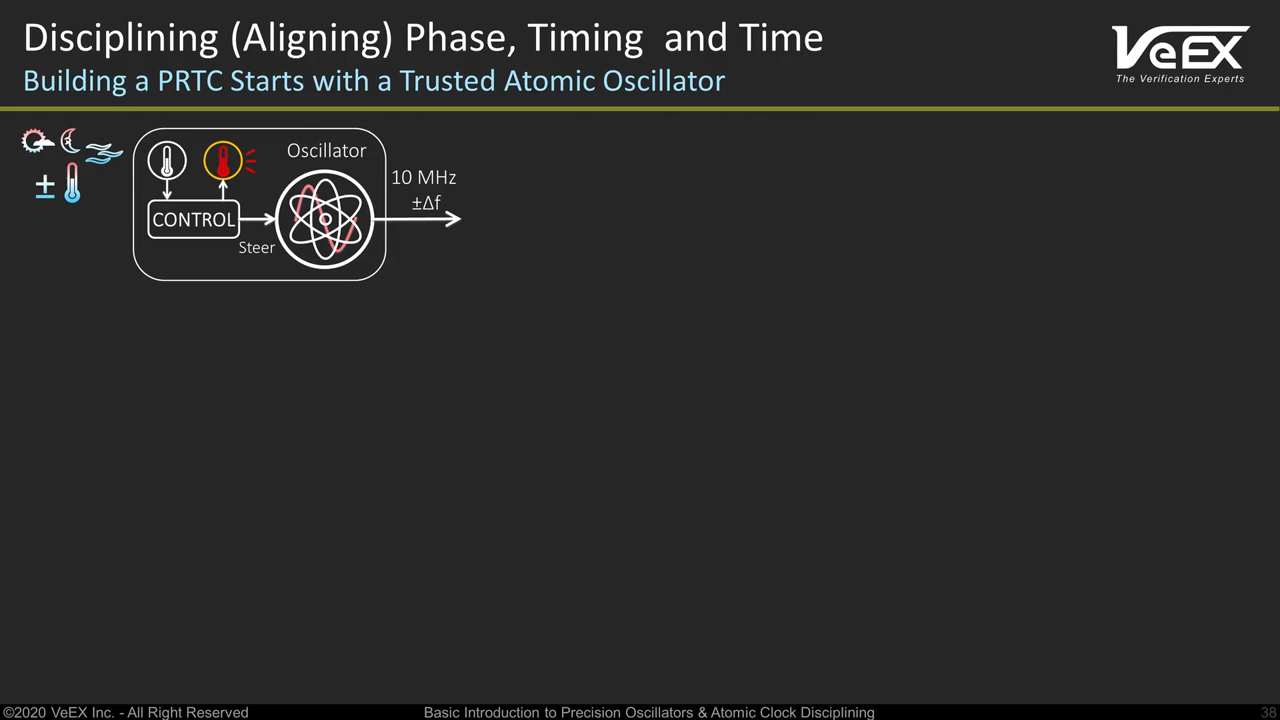 Disciplining (Aligning) Phase, Timing and Time
Building a PRTC Starts with a Trusted Atomic Oscillator
VeEX
The Verification Experts
Oscillator
10 MHz
±Δf
±
CONTROL
Steer
©2020 VeEX Inc. - All Right Reserved
Basic Introduction to Precision Oscillators & Atomic Clock Disciplining
38